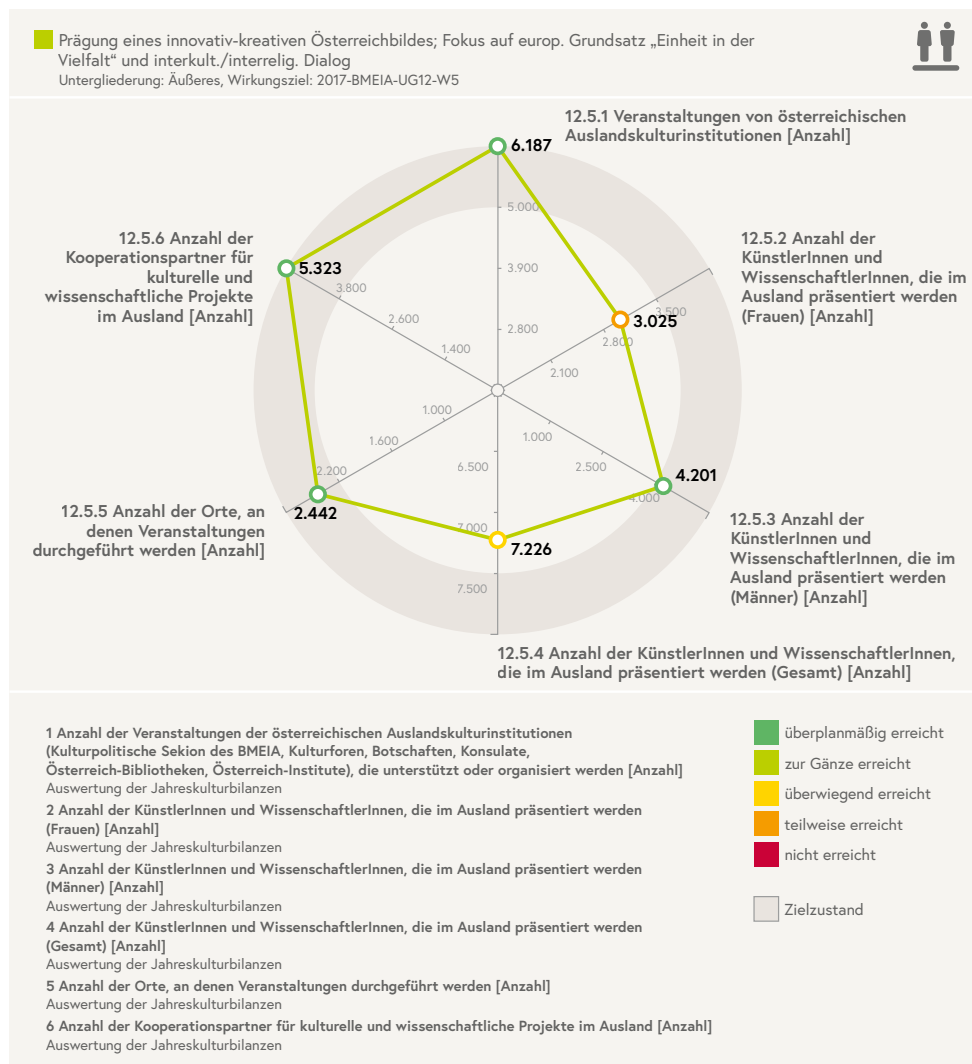 Prägung eines innovativ-kreativen Österreichbildes; Fokus auf europ. Grundsatz „Einheit in der
Vielfalt“ und interkult./interrelig. Dialog
Untergliederung: Äußeres, Wirkungsziel: 2017-BMEIA-UG12-W5
12.5.1 Veranstaltungen von österreichischen
Auslandskulturinstitutionen [Anzahl]
6.187
5.000
3.900
2.800
12.5.2 Anzahl der
KünstlerInnen und
WissenschaftlerInnen, die im
Ausland präsentiert werden
(Frauen) [Anzahl]
3.500
3.025
2.800
2.100
12.5.3 Anzahl der
KünstlerInnen und
WissenschaftlerInnen, die im
Ausland präsentiert werden
(Männer) [Anzahl]
1.000
2.500
4.000
4.201
12.5.4 Anzahl der KünstlerInnen und WissenschaftlerInnen,
die im Ausland präsentiert werden (Gesamt) [Anzahl]
6.500
7.000
7.226
7.500
12.5.5 Anzahl der Orte, an
denen Veranstaltungen
durchgeführt werden [Anzahl]
1.000
1.600
2.200
2.442
12.5.6 Anzahl der
Kooperationspartner für
kulturelle und
wissenschaftliche Projekte
im Ausland [Anzahl]
5.323
3.800
2.600
1.400
1 Anzahl der Veranstaltungen der österreichischen Auslandskulturinstitutionen
(Kulturpolitische Sekion des BMEIA, Kulturforen, Botschaften, Konsulate,
Österreich-Bibliotheken, Österreich-Institute), die unterstützt oder organisiert werden [Anzahl]
Auswertung der Jahreskulturbilanzen
2 Anzahl der KünstlerInnen und WissenschaftlerInnen, die im Ausland präsentiert werden
(Frauen) [Anzahl]
Auswertung der Jahreskulturbilanzen
3 Anzahl der KünstlerInnen und WissenschaftlerInnen, die im Ausland präsentiert werden
(Männer) [Anzahl]
Auswertung der Jahreskulturbilanzen
4 Anzahl der KünstlerInnen und WissenschaftlerInnen, die im Ausland präsentiert werden
(Gesamt) [Anzahl]
Auswertung der Jahreskulturbilanzen
5 Anzahl der Orte, an denen Veranstaltungen durchgeführt werden [Anzahl]
Auswertung der Jahreskulturbilanzen
6 Anzahl der Kooperationspartner für kulturelle und wissenschaftliche Projekte im Ausland [Anzahl]
Auswertung der Jahreskulturbilanzen
überplanmäßig erreicht
zur Gänze erreicht
überwiegend erreicht
teilweise erreicht
nicht erreicht
Zielzustand